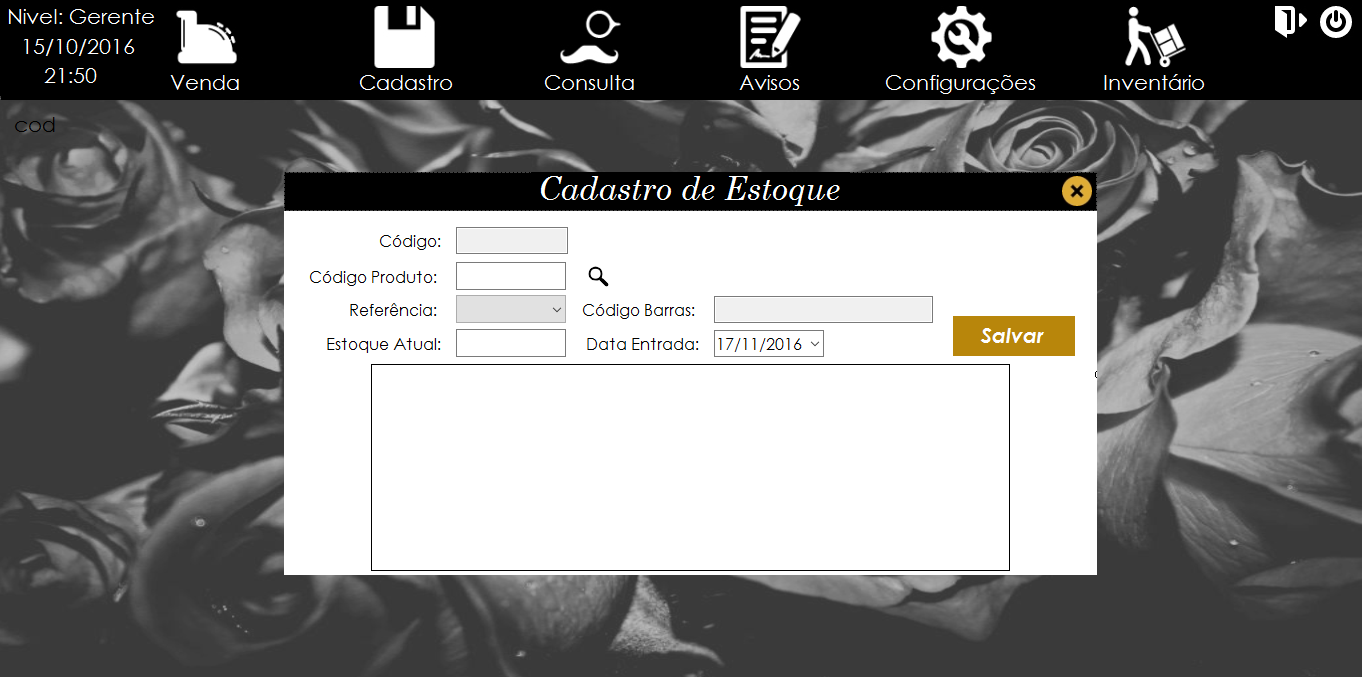 Nivel: Gerente
15/10/2016
21:50
Venda
Cadastro
Consulta
Avisos
Configurações
Inventário
cod
Cadastro de Estoque
Código:
Código Produto:
Referência:
Código Barras:
Estoque Atual:
Data Entrada:
17/11/2016
Salvar